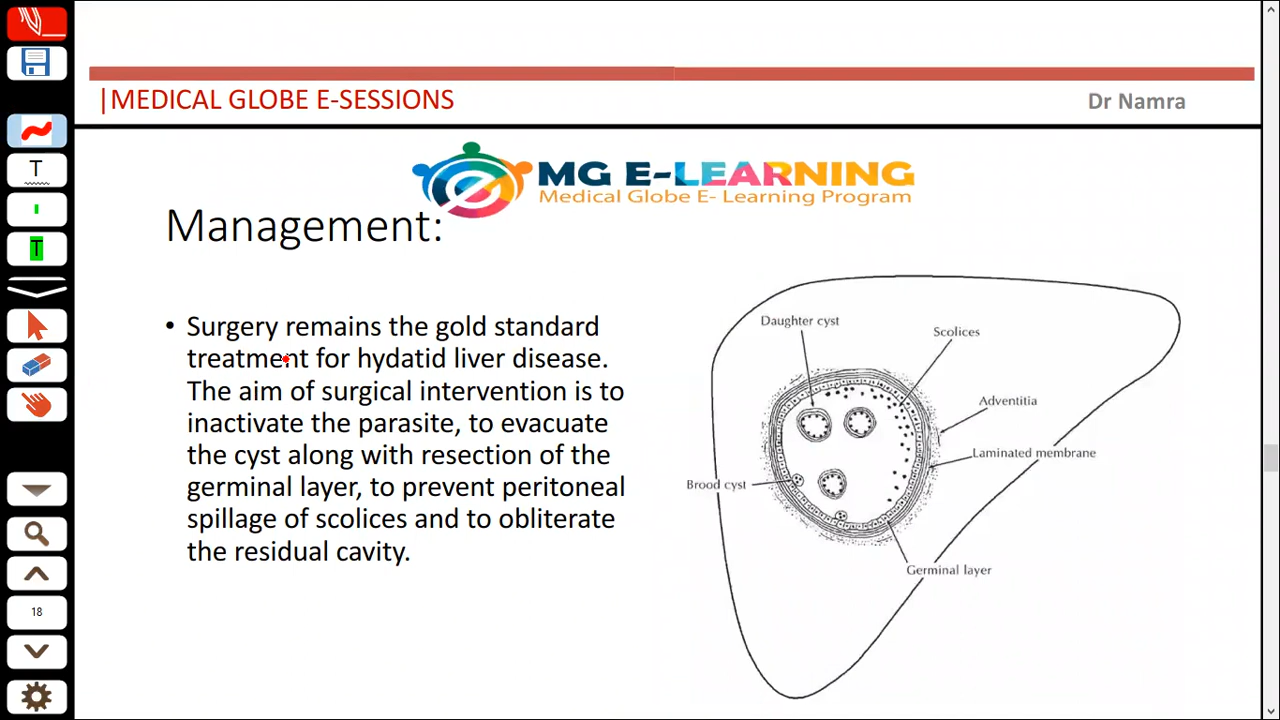 |MEDICAL GLOBE E-SESSIONS
Dr Namra
MG E-LEARNING
Medical Globe E- Learning Program
Management:
• Surgery remains the gold standard
treatment for hydatid liver disease.
The aim of surgical intervention is to
inactivate the parasite, to evacuate
the cyst along with resection of the
germinal layer, to prevent peritoneal
spillage of scolices and to obliterate
the residual cavity.
Daughter cyst
Scolices
Adventitia
Laminated membrane
Brood cyst
Germinal layer
T
T
18